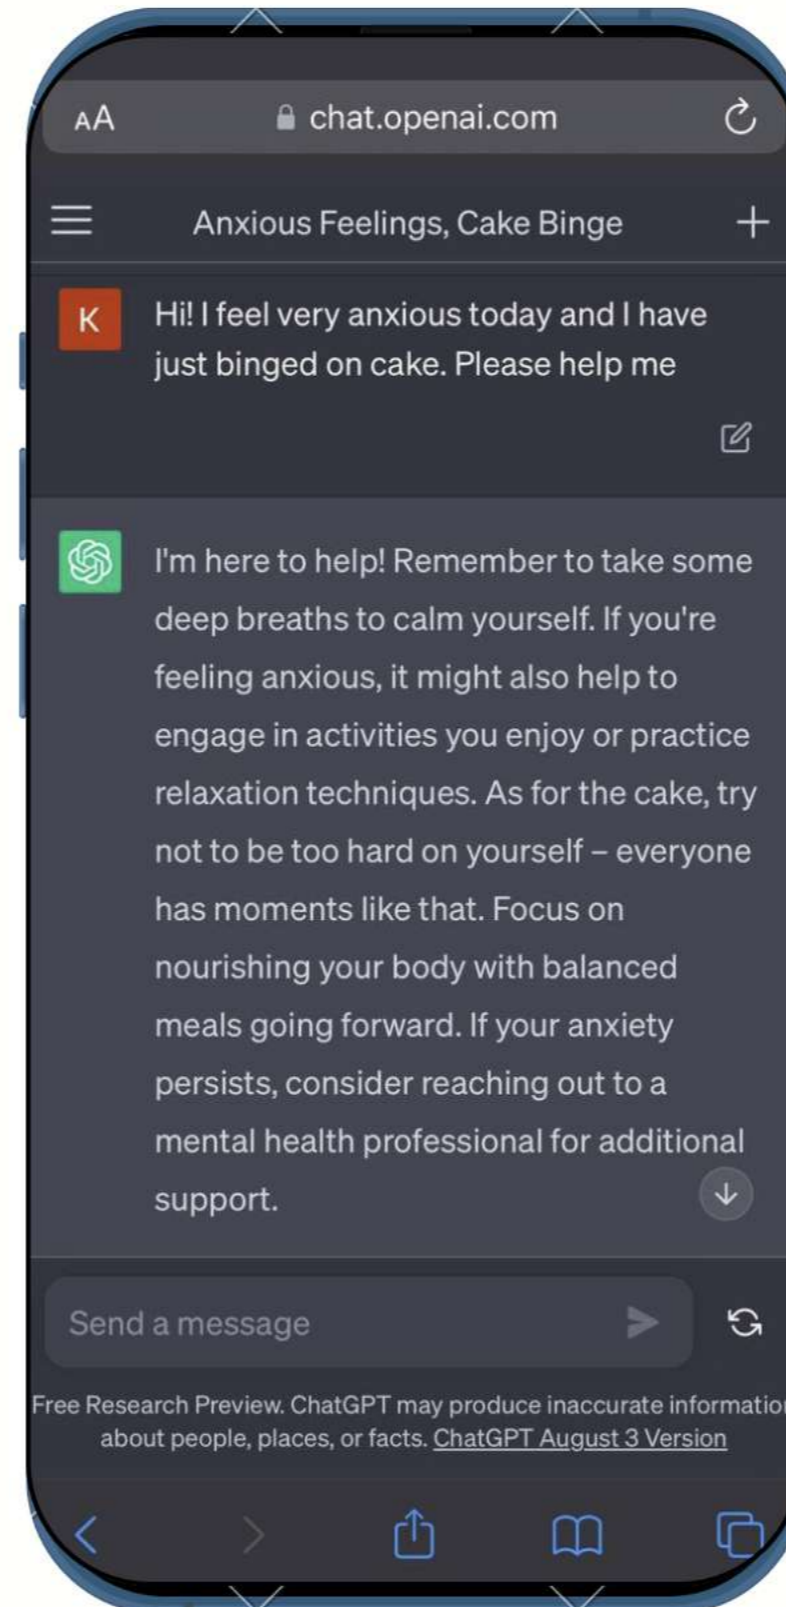 AA chat.openai.com
Anxious Feelings, Cake Binge
K
Hi! I feel very anxious today and I have
just binged on cake. Please help me
I'm here to help! Remember to take some
deep breaths to calm yourself. If you're
feeling anxious, it might also help to
engage in activities you enjoy or practice
relaxation techniques. As for the cake, try
not to be too hard on yourself – everyone
has moments like that. Focus on
nourishing your body with balanced
meals going forward. If your anxiety
persists, consider reaching out to a
mental health professional for additional
support.
Send a message
Free Research Preview. ChatGPT may produce inaccurate informatio
about people, places, or facts. ChatGPT August 3 Version